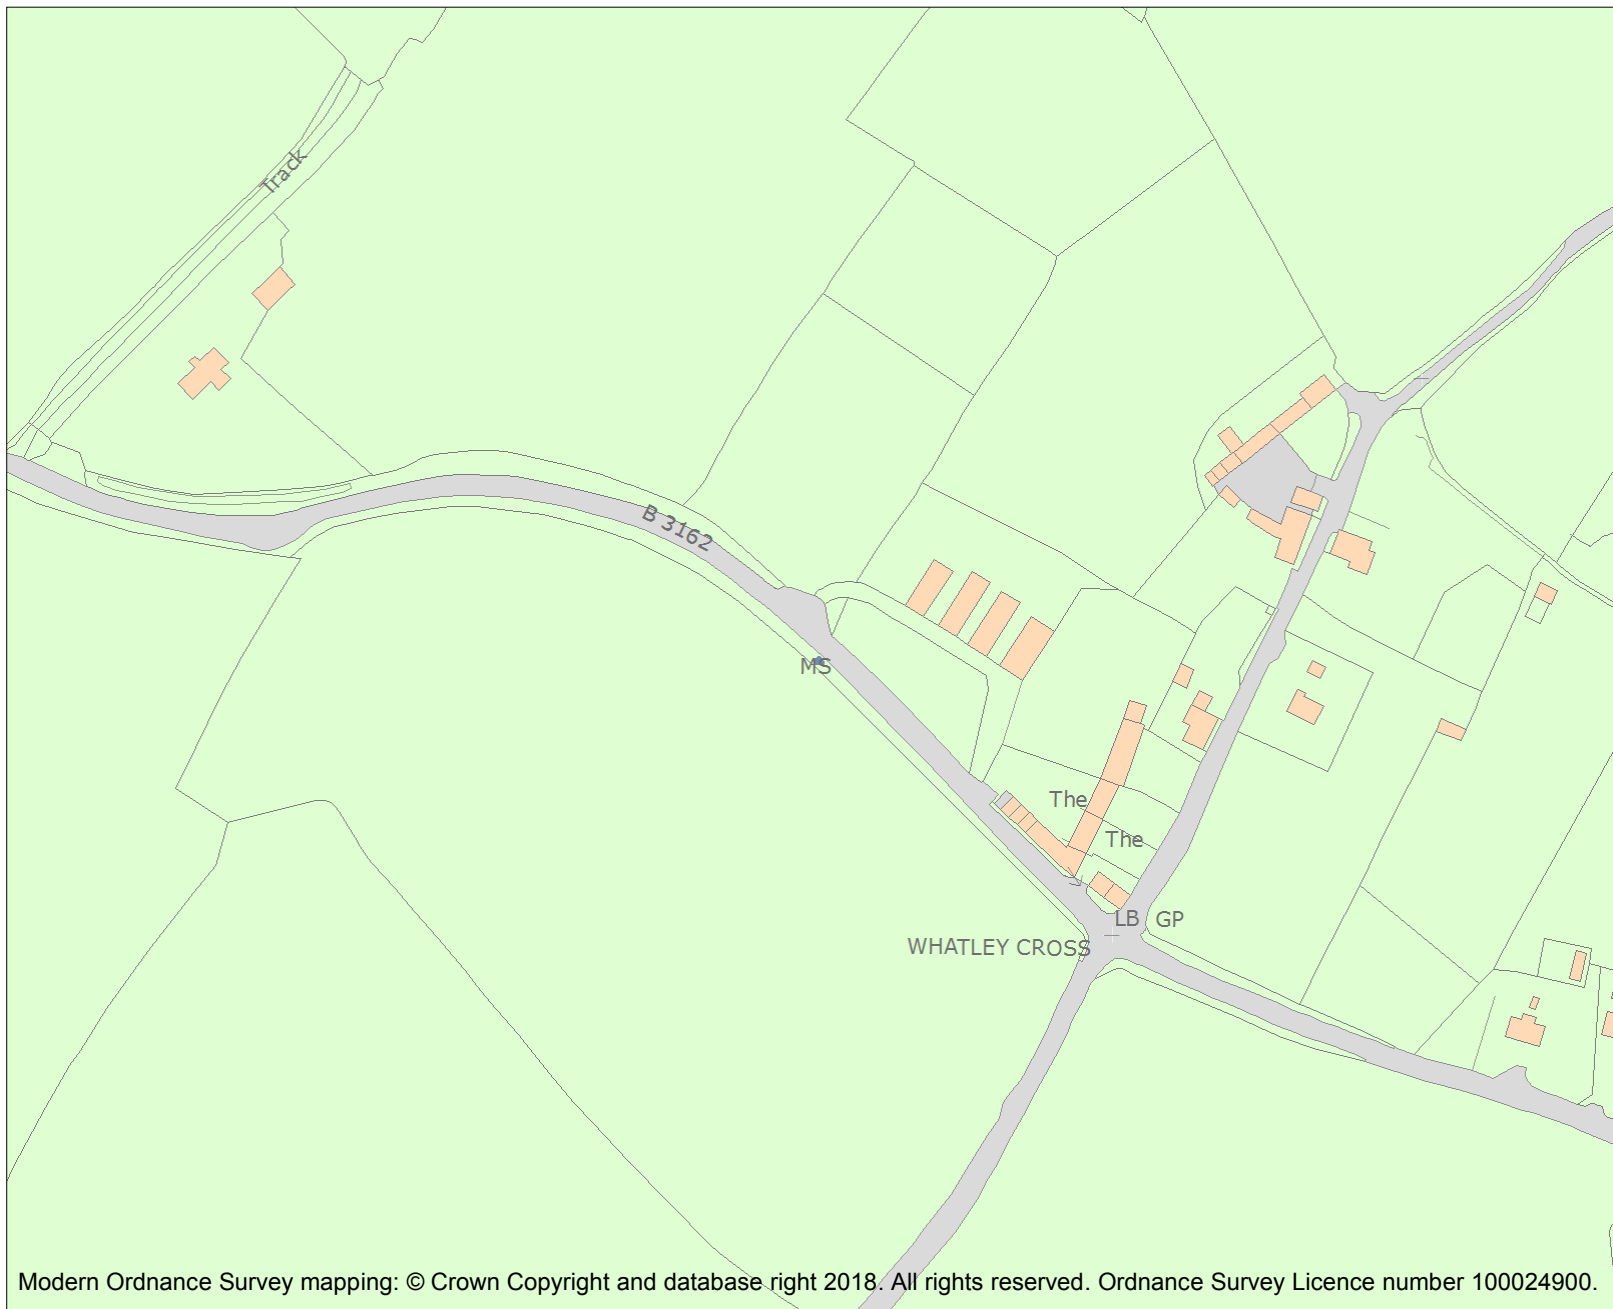 Track
B 3162
MS
The
The
LB GP
WHATLEY CROSS
Modern Ordnance Survey mapping: © Crown Copyright and database right 2018. All rights reserved. Ordnance Survey Licence number 100024900.